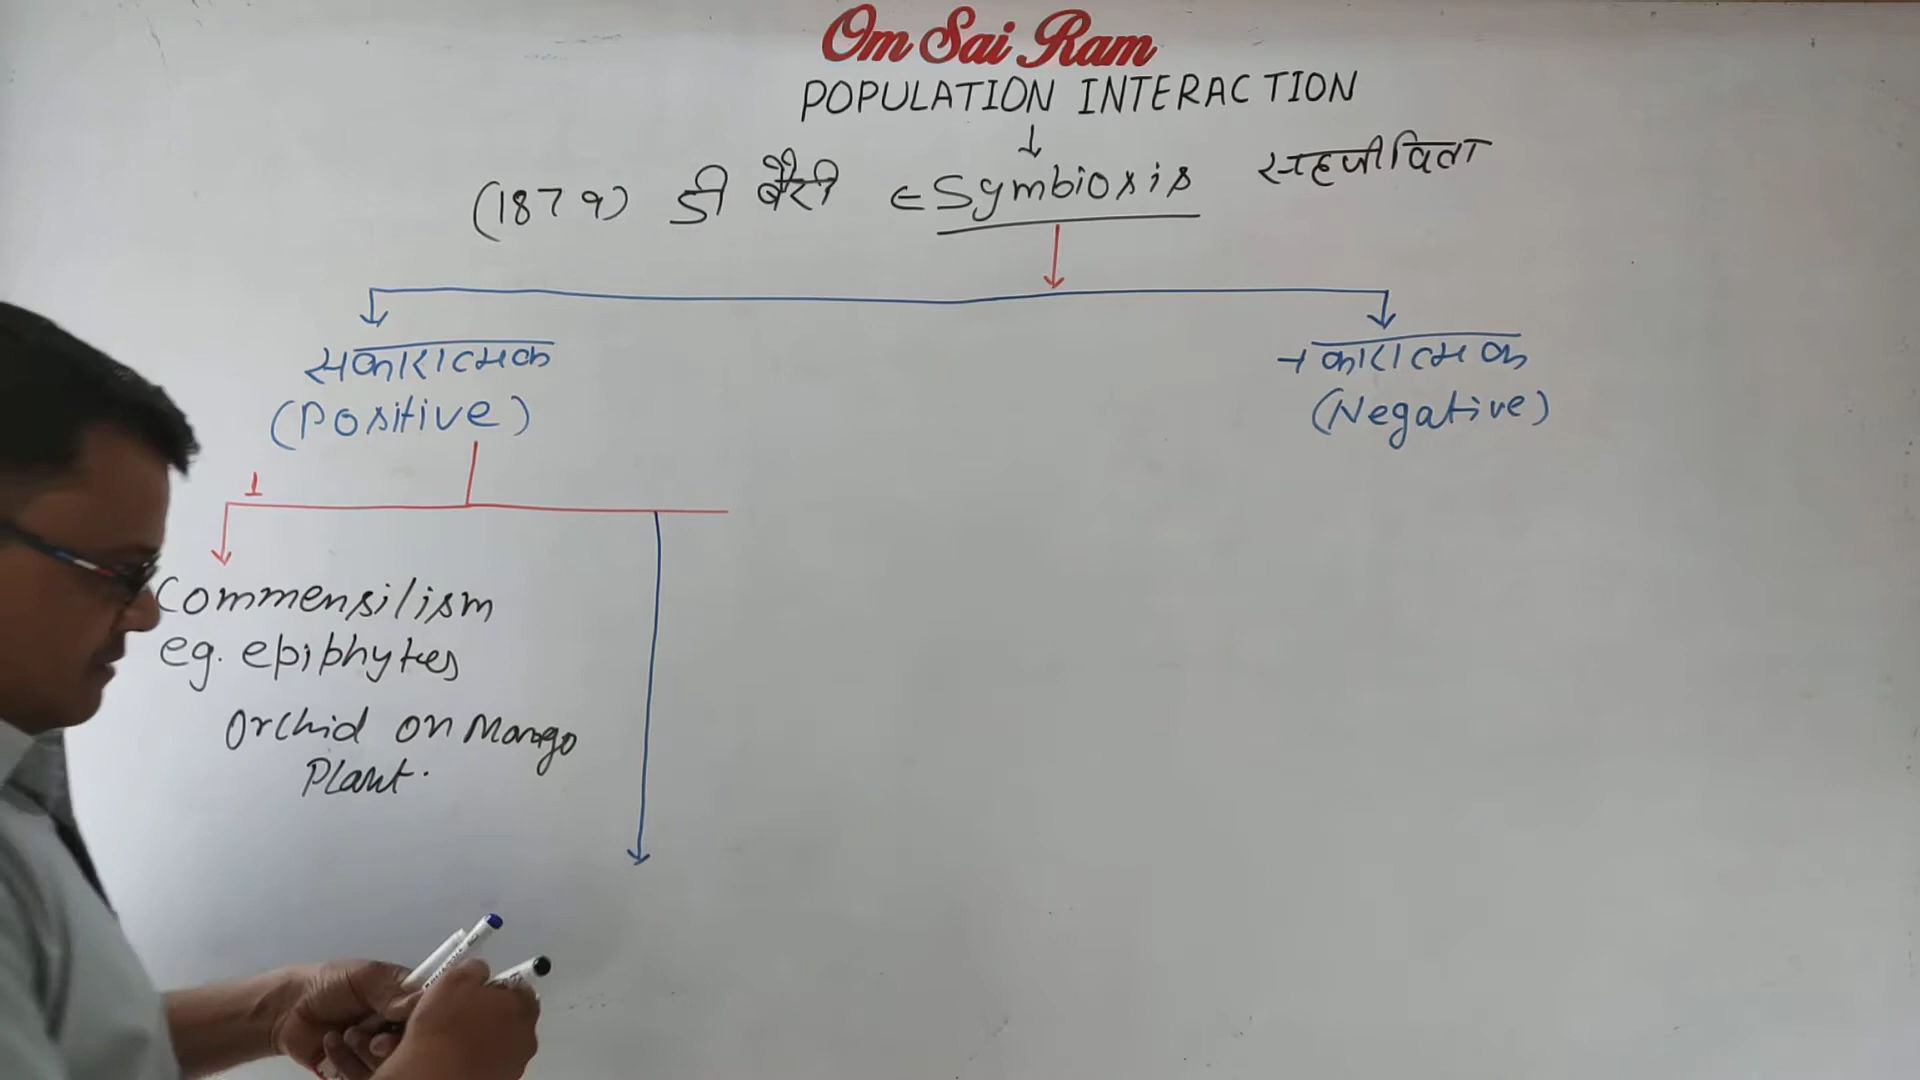 Om Sai Ram
POPULATION INTERACTION
(1879) डी बैरी Symbiosis सहजीविता
सकारात्मक
नकारात्मक
(Positive)
(Negative)
1
Commensilism
eg. epiphytes
Orchid on Mango
Plant.